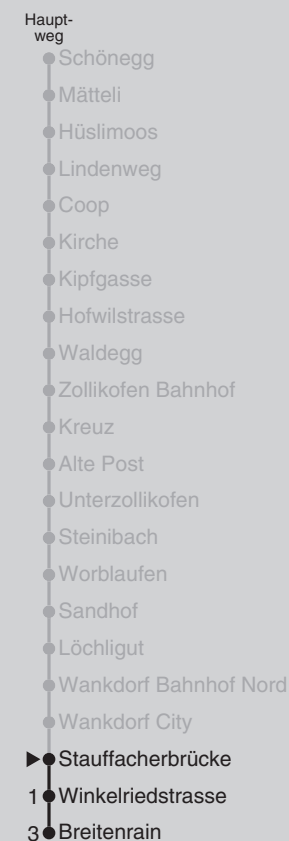 Haupt-
weg
Schönegg
Mätteli
Hüslimoos
Lindenweg
Coop
Kirche
Kipfgasse
Hofwilstrasse
Waldegg
Zollikofen Bahnhof
Kreuz
Alte Post
Unterzollikofen
Steinibach
Worblaufen
Sandhof
Löchligut
Wankdorf Bahnhof Nord
Wankdorf City
Stauffacherbrücke
1 Winkelriedstrasse
3 Breitenrain